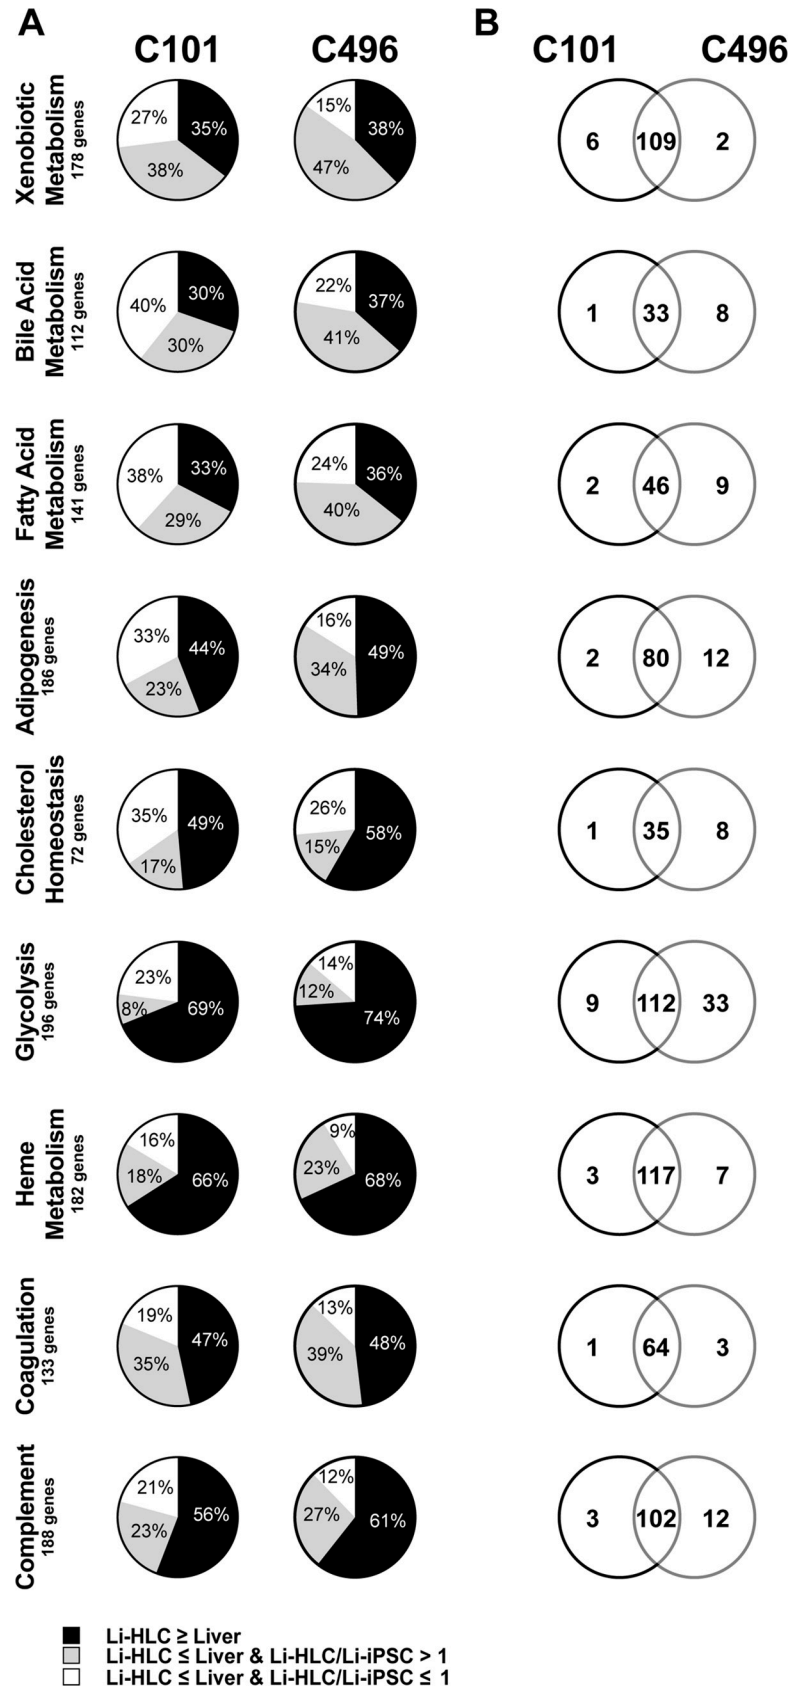 A
B
C101
C496
C101
C496
Xenobiotic
Metabolism
178 genes
27%
35%
38%
15%
38%
47%
6
109
2
Bile Acid
Metabolism
112 genes
40%
30%
30%
22%
37%
41%
1
33
8
Fatty Acid
Metabolism
141 genes
38%
33%
29%
24%
36%
40%
2
46
9
Adipogenesis
186 genes
33%
44%
23%
16%
49%
34%
2
80
12
Cholesterol
Homeostasis
72 genes
35%
49%
17%
26%
58%
15%
1
35
8
Glycolysis
196 genes
23%
8%
69%
14%
12%
74%
9
112
33
Heme
Metabolism
182 genes
16%
18%
66%
9%
23%
68%
3
117
7
Coagulation
133 genes
19%
47%
35%
13%
48%
39%
1
64
3
Complement
188 genes
21%
56%
23%
12%
27%
61%
3
102
12
Li-HLC ≥ Liver
Li-HLC ≤ Liver & Li-HLC/Li-iPSC > 1
Li-HLC ≤ Liver & Li-HLC/Li-iPSC ≤ 1